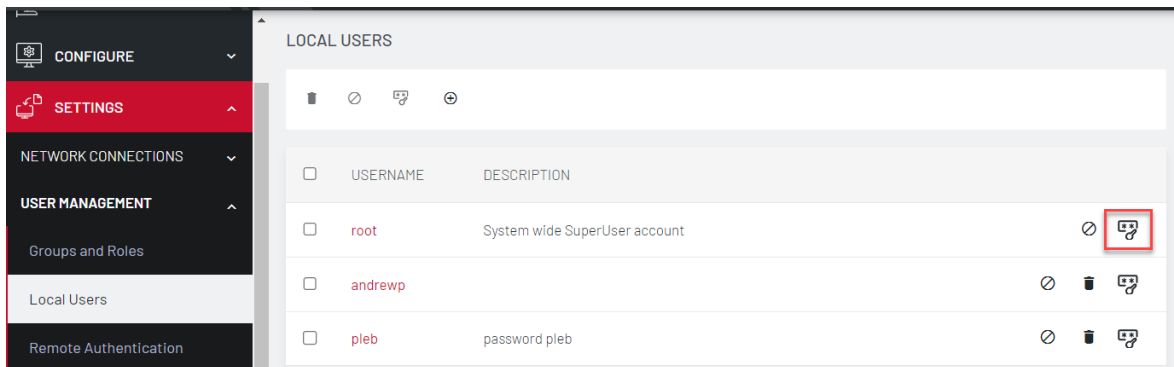 CONFIGURE
SETTINGS
NETWORK CONNECTIONS
USER MANAGEMENT
Groups and Roles
Local Users
Remote Authentication
LOCAL USERS
USERNAME DESCRIPTION
root System wide SuperUser account
andrewp
pleb password pleb